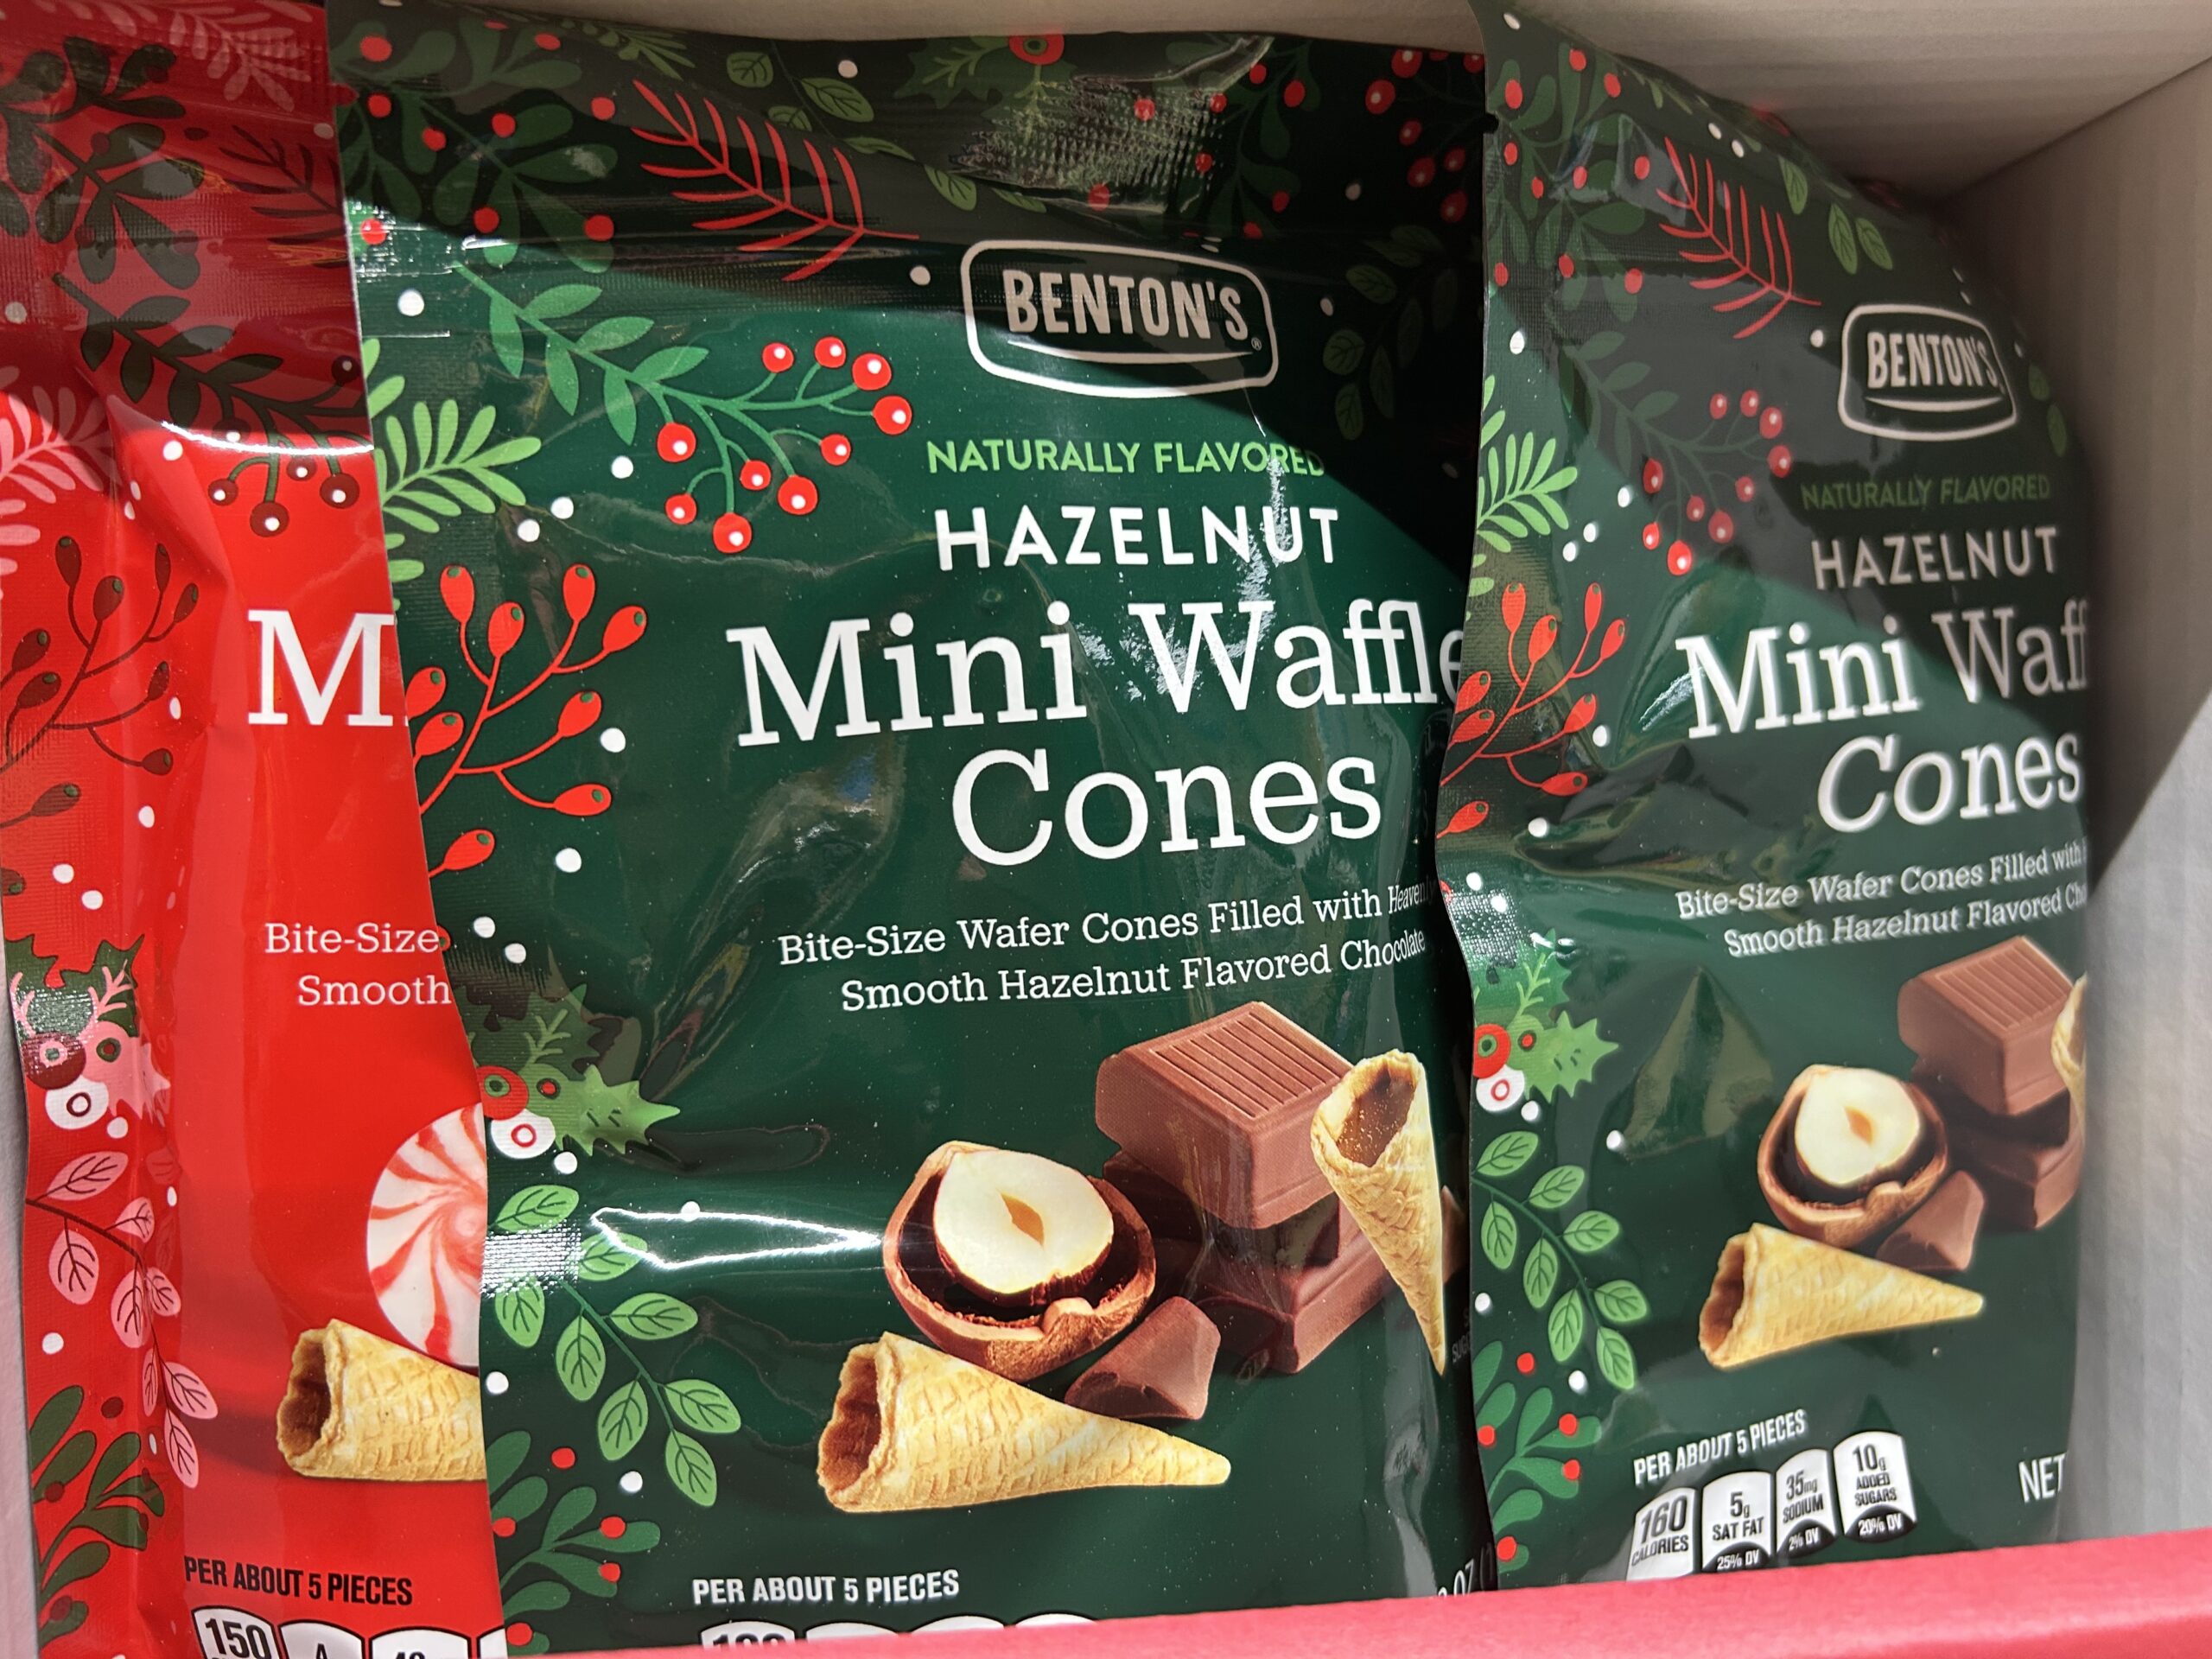 M
Bite-Size
Smooth
PER ABOUT 5 PIECES
150
BENTON'S®
NATURALLY FLAVORED
HAZELNUT
Mini Waffle
Cones
Bite-Size Wafer Cones Filled with Heavenly
Smooth Hazelnut Flavored Chocolate
PER ABOUT 5 PIECES
BENTON'S
NATURALLY FLAVORED
HAZELNUT
Mini Waff
Cones
Bite-Size Wafer Cones Filled with
Smooth Hazelnut Flavored Cho
PER ABOUT 5 PIECES
160 CALORIES
5g SAT FAT 25% DV
35mg SODIUM 2% DV
10g ADDED SUGARS 20% DV
NET